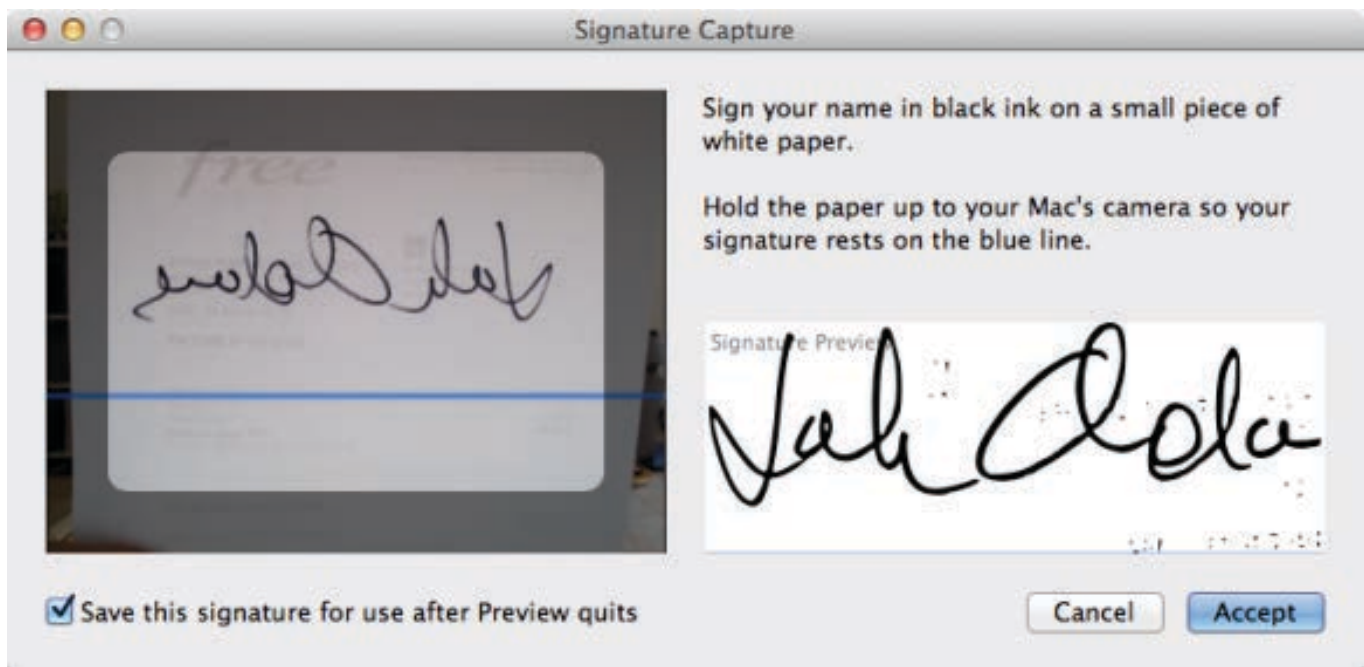 Signature Capture
free
Sign your name in black ink on a small piece of
white paper.
Hold the paper up to your Mac's camera so your
signature rests on the blue line.
Signature Preview
Save this signature for use after Preview quits
Cancel
Accept